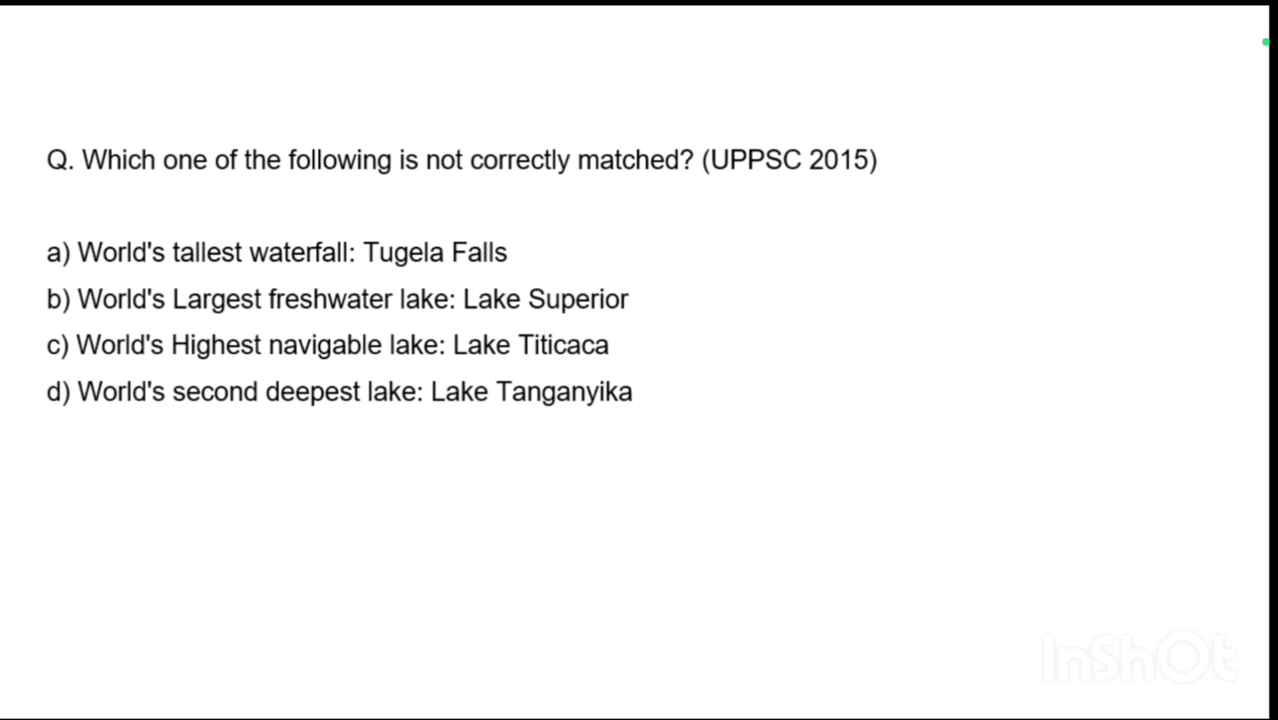 Q. Which one of the following is not correctly matched? (UPPSC 2015)
a) World's tallest waterfall: Tugela Falls
b) World's Largest freshwater lake: Lake Superior
c) World's Highest navigable lake: Lake Titicaca
d) World's second deepest lake: Lake Tanganyika
InShOt